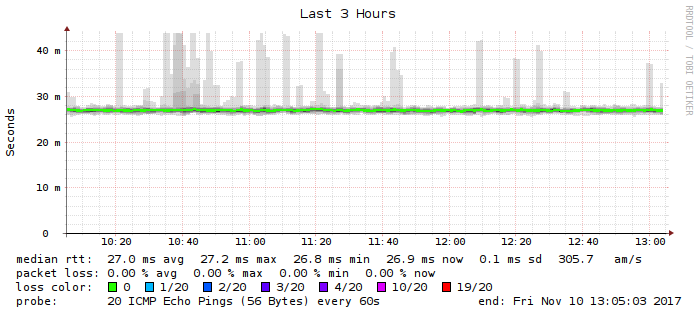 Last 3 Hours
RRDTOOL / TOBI OETIKER
Seconds
40 m
30 m
20 m
10 m
0
10:20 10:40 11:00 11:20 11:40 12:00 12:20 12:40 13:00
median rtt: 27.0 ms avg 27.2 ms max 26.8 ms min 26.9 ms now 0.1 ms sd 305.7 am/s
packet loss: 0.00 % avg 0.00 % max 0.00 % min 0.00 % now
loss color: 0 1/20 2/20 3/20 4/20 10/20 19/20
probe: 20 ICMP Echo Pings (56 Bytes) every 60s end: Fri Nov 10 13:05:03 2017